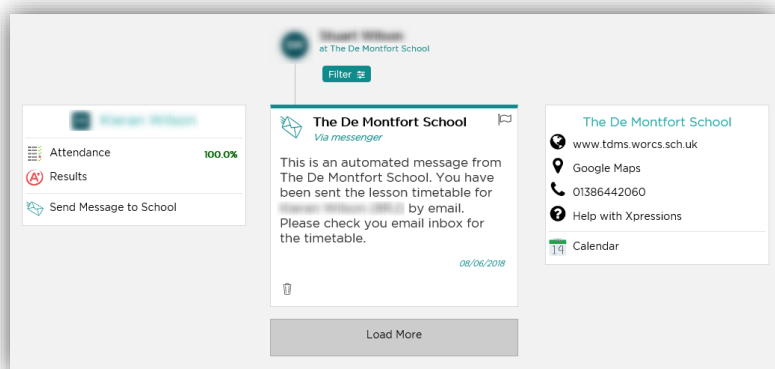 at The De Montfort School
Filter
Attendance 100.0%
Results
Send Message to School
The De Montfort School
Via messenger
This is an automated message from
The De Montfort School. You have
been sent the lesson timetable for
by email.
Please check you email inbox for
the timetable.
08/06/2018
Load More
The De Montfort School
www.tdms.worcs.sch.uk
Google Maps
01386442060
Help with Xpressions
14 Calendar